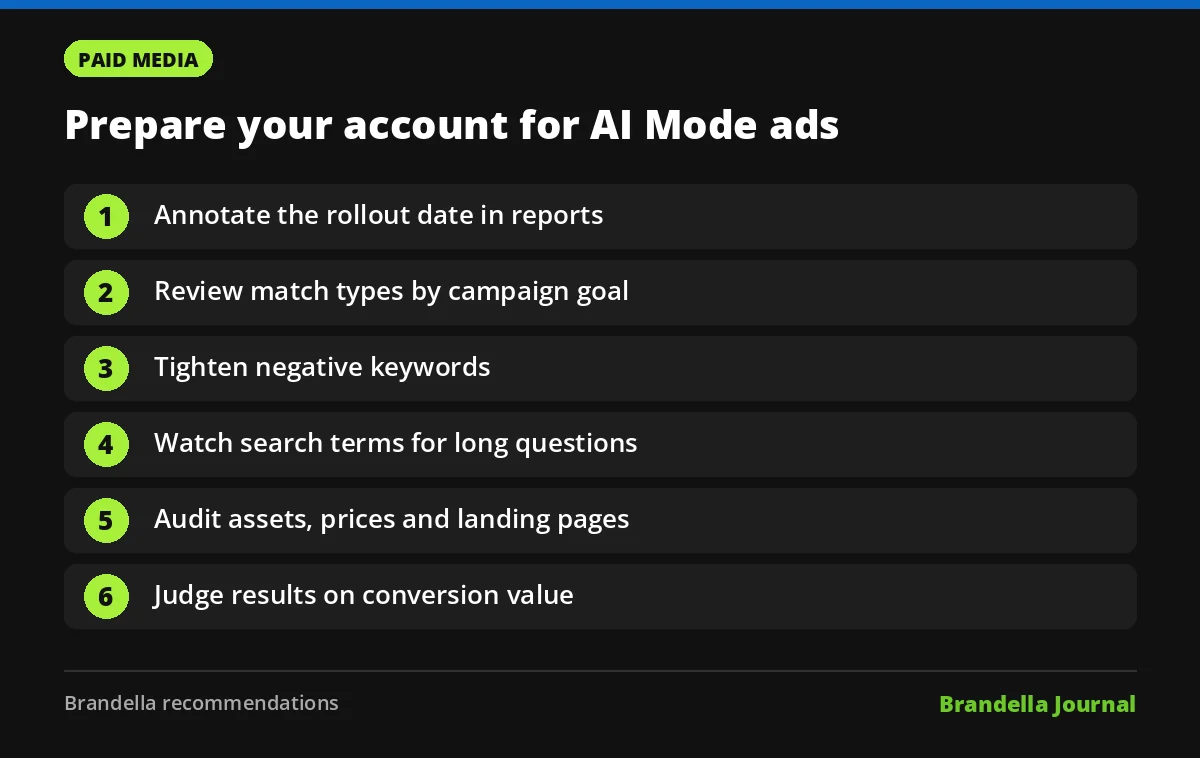 PAID MEDIA
Prepare your account for AI Mode ads
1 Annotate the rollout date in reports
2 Review match types by campaign goal
3 Tighten negative keywords
4 Watch search terms for long questions
5 Audit assets, prices and landing pages
6 Judge results on conversion value
Brandella recommendations
Brandella Journal